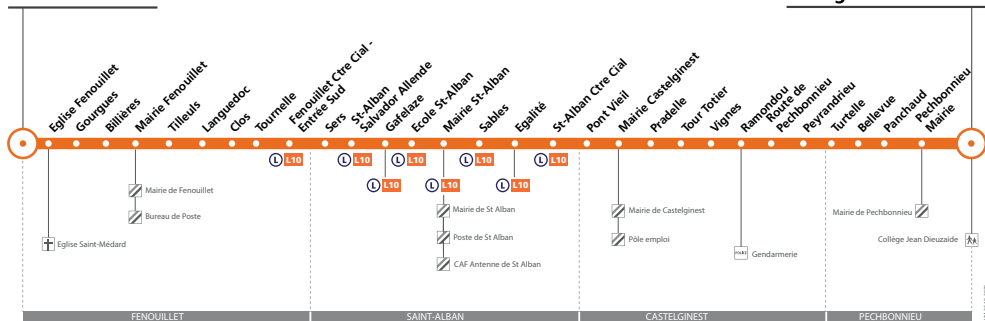 Eglise Fenouillet
Gourgues
Billières
Mairie Fenouillet
Tilleuls
Languedoc
Clos
Tournelle
Fenouillet Ctre Cial -
Entrée Sud
Sers
St-Alban
Salvador Allende
Gafelaze
Ecole St-Alban
Mairie St-Alban
Sables
Egalité
St-Alban Ctre Cial
Pont Vieil
Mairie Castelginest
Pradelle
Tour Totier
Vignes
Ramondou
Route de
Pechbonnieu
Peyrandrieu
Turtelle
Bellevue
Panchaud
Pechbonnieu
Mairie
L L10
L L10
L L10
L L10
L L10
L L10
L L10
L L10
Mairie de Fenouillet
Bureau de Poste
Eglise Saint-Médard
Mairie de St Alban
Poste de St Alban
CAF Antenne de St Alban
Mairie de Castelginest
Pôle emploi
Gendarmerie
Mairie de Pechbonnieu
Collège Jean Dieuzaide
FENOUILLET
SAINT-ALBAN
CASTELGINEST
PECHBONNIEU